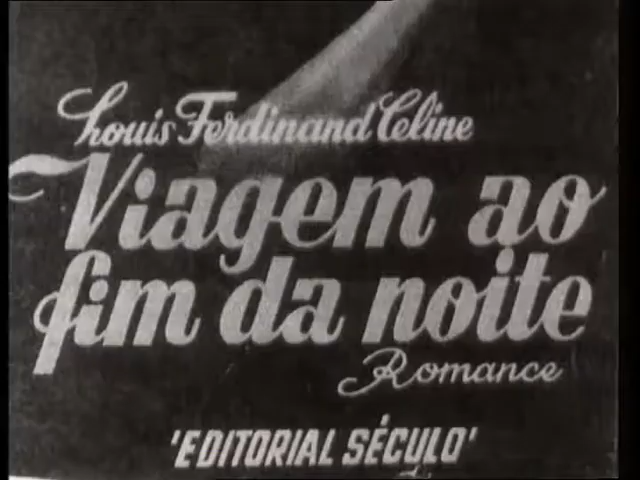 Louis Ferdinand Celine
Viagem ao
fim da noite
Romance
'EDITORIAL SÉCULO'